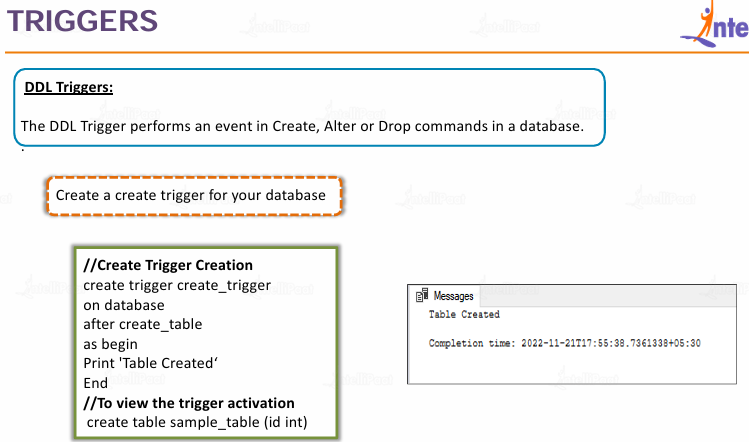 TRIGGERS
nte
DDL Triggers:
The DDL Trigger performs an event in Create, Alter or Drop commands in a database.
.
Create a create trigger for your database
//Create Trigger Creation
create trigger create_trigger
on database
after create_table
as begin
Print 'Table Created‘
End
//To view the trigger activation
create table sample_table (id int)
Messages
Table Created
Completion time: 2022-11-21T17:55:38.7361338+05:30